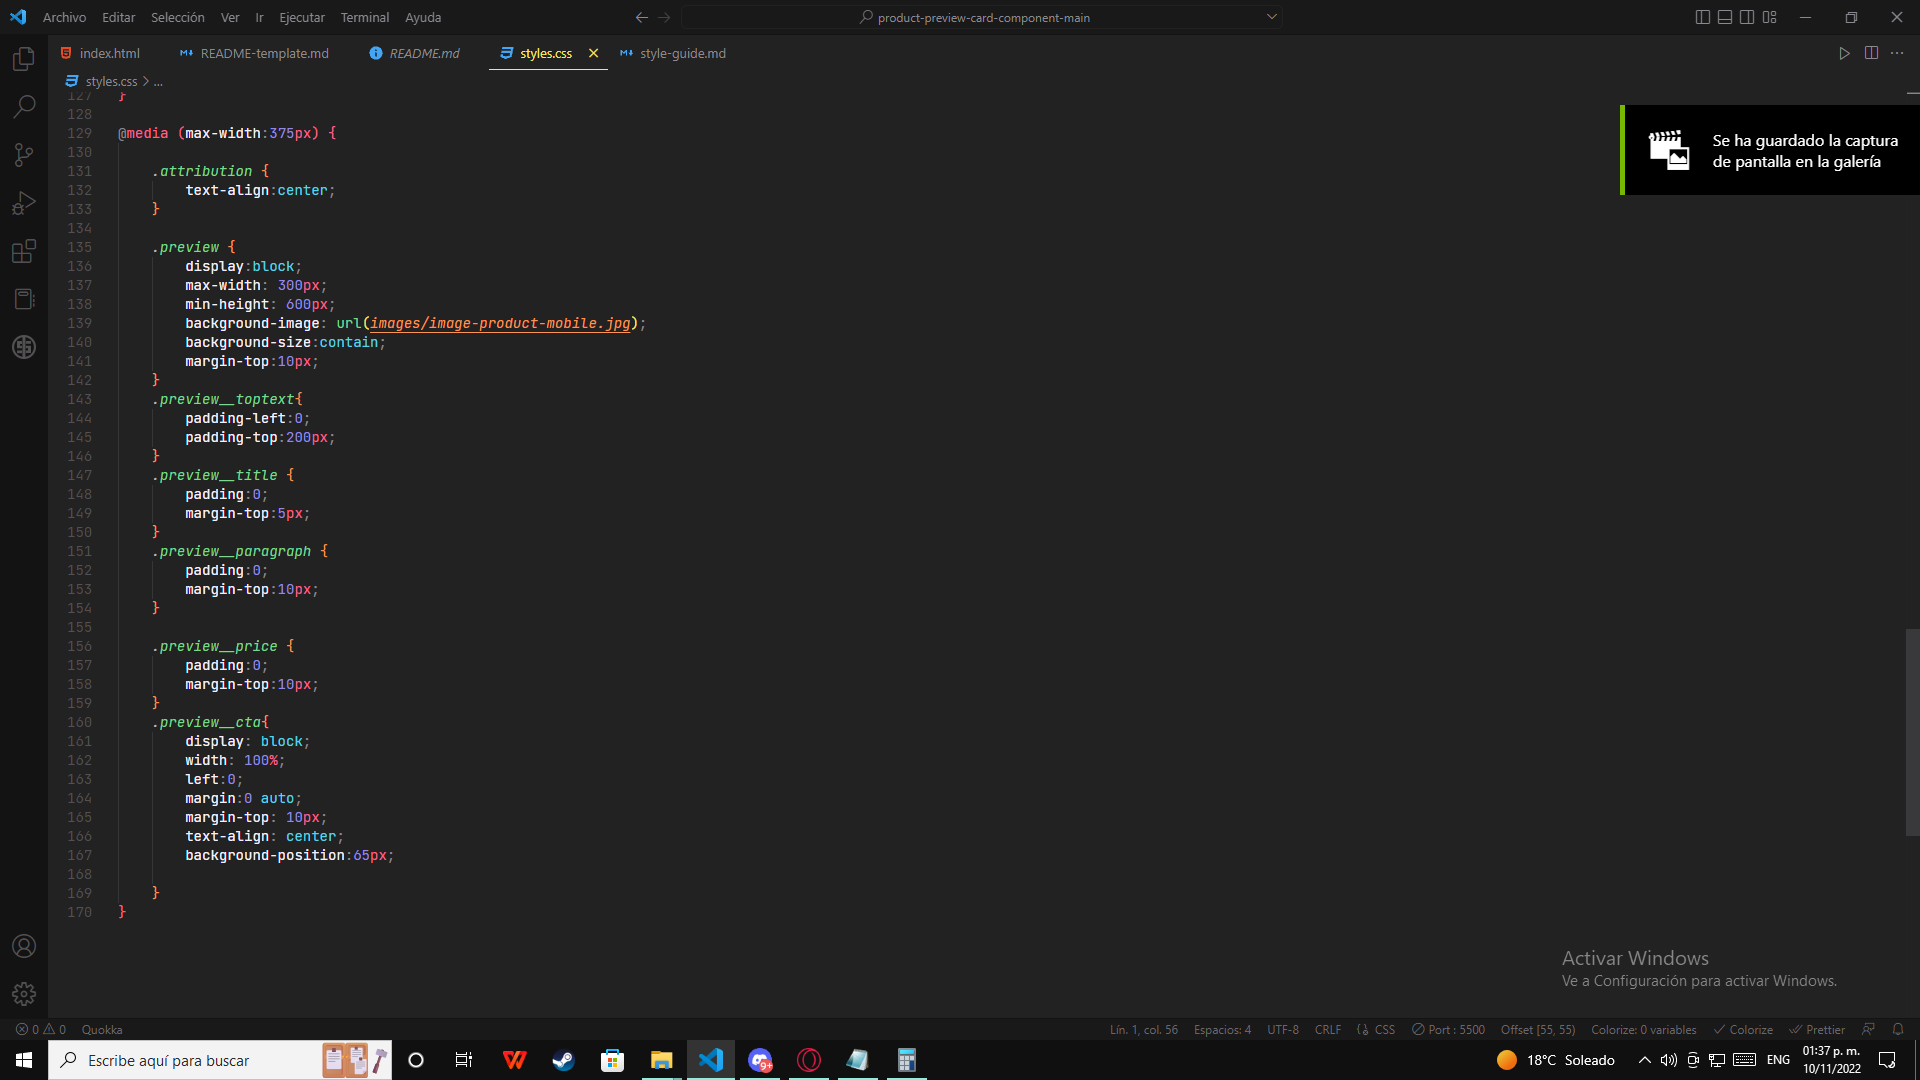 Archivo Editar Selección Ver Ir Ejecutar Terminal Ayuda product-preview-card-component-main
index.html README-template.md README.md styles.css style-guide.md
styles.css > ...
127 }
128
129 @media (max-width:375px) {
130
131 .attribution {
132 text-align:center;
133 }
134
135 .preview {
136 display:block;
137 max-width: 300px;
138 min-height: 600px;
139 background-image: url(images/image-product-mobile.jpg);
140 background-size:contain;
141 margin-top:10px;
142 }
143 .preview__toptext{
144 padding-left:0;
145 padding-top:200px;
146 }
147 .preview__title {
148 padding:0;
149 margin-top:5px;
150 }
151 .preview__paragraph {
152 padding:0;
153 margin-top:10px;
154 }
155
156 .preview__price {
157 padding:0;
158 margin-top:10px;
159 }
160 .preview__cta{
161 display: block;
162 width: 100%;
163 left:0;
164 margin:0 auto;
165 margin-top: 10px;
166 text-align: center;
167 background-position:65px;
168
169 }
170 }
Se ha guardado la captura
de pantalla en la galería
Activar Windows
Ve a Configuración para activar Windows.
0 0 Quokka Lín. 1, col. 56 Espacios: 4 UTF-8 CRLF CSS Port : 5500 Offset [55, 55) Colorize: 0 variables Colorize Prettier
Escribe aquí para buscar 9+ 18°C Soleado ENG 01:37 p. m.
10/11/2022